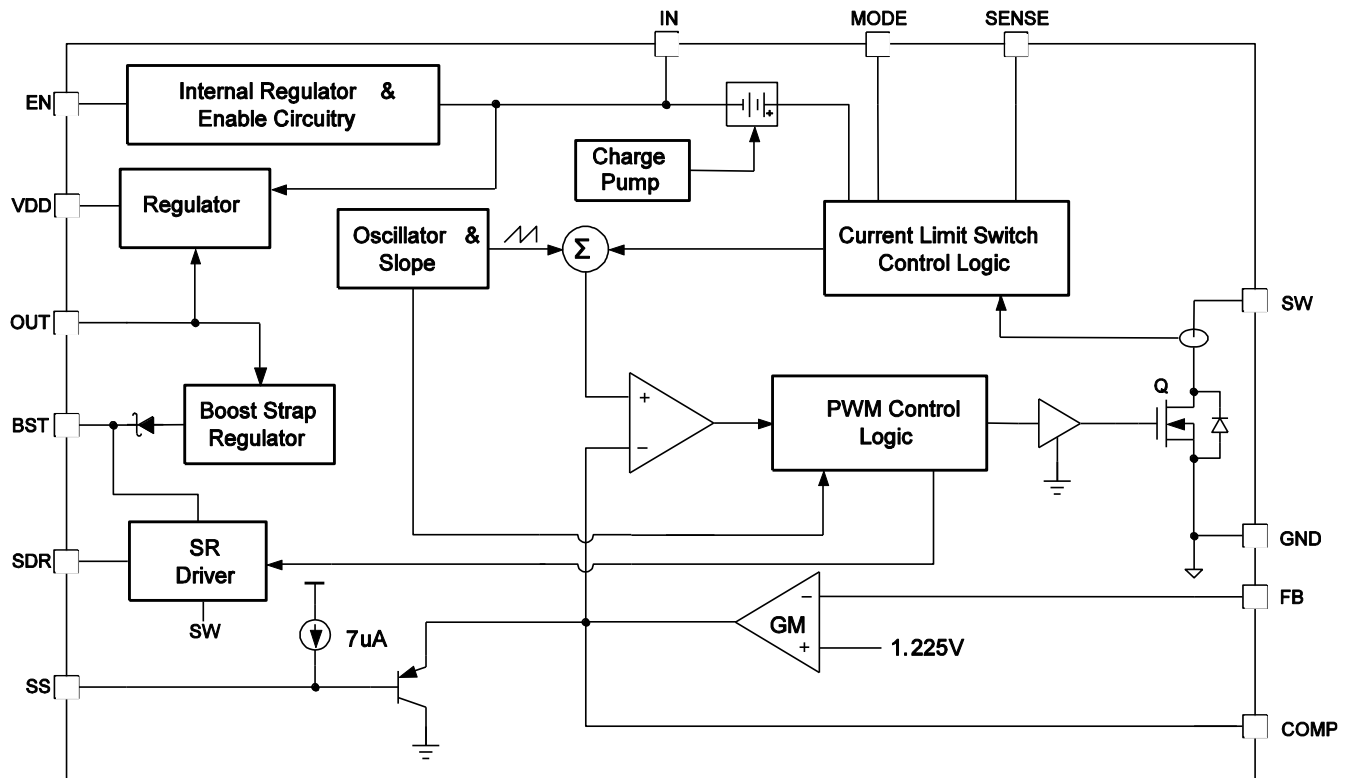 IN
MODE
SENSE
EN
Internal Regulator &
Enable Circuitry
+
Charge
Pump
VDD
Regulator
Oscillator &
Slope
Σ
Current Limit Switch
Control Logic
OUT
SW
BST
Boost Strap
Regulator
+
−
PWM Control
Logic
Q
SDR
SR
Driver
SW
GND
FB
7uA
GM
−
+
1.225V
SS
COMP